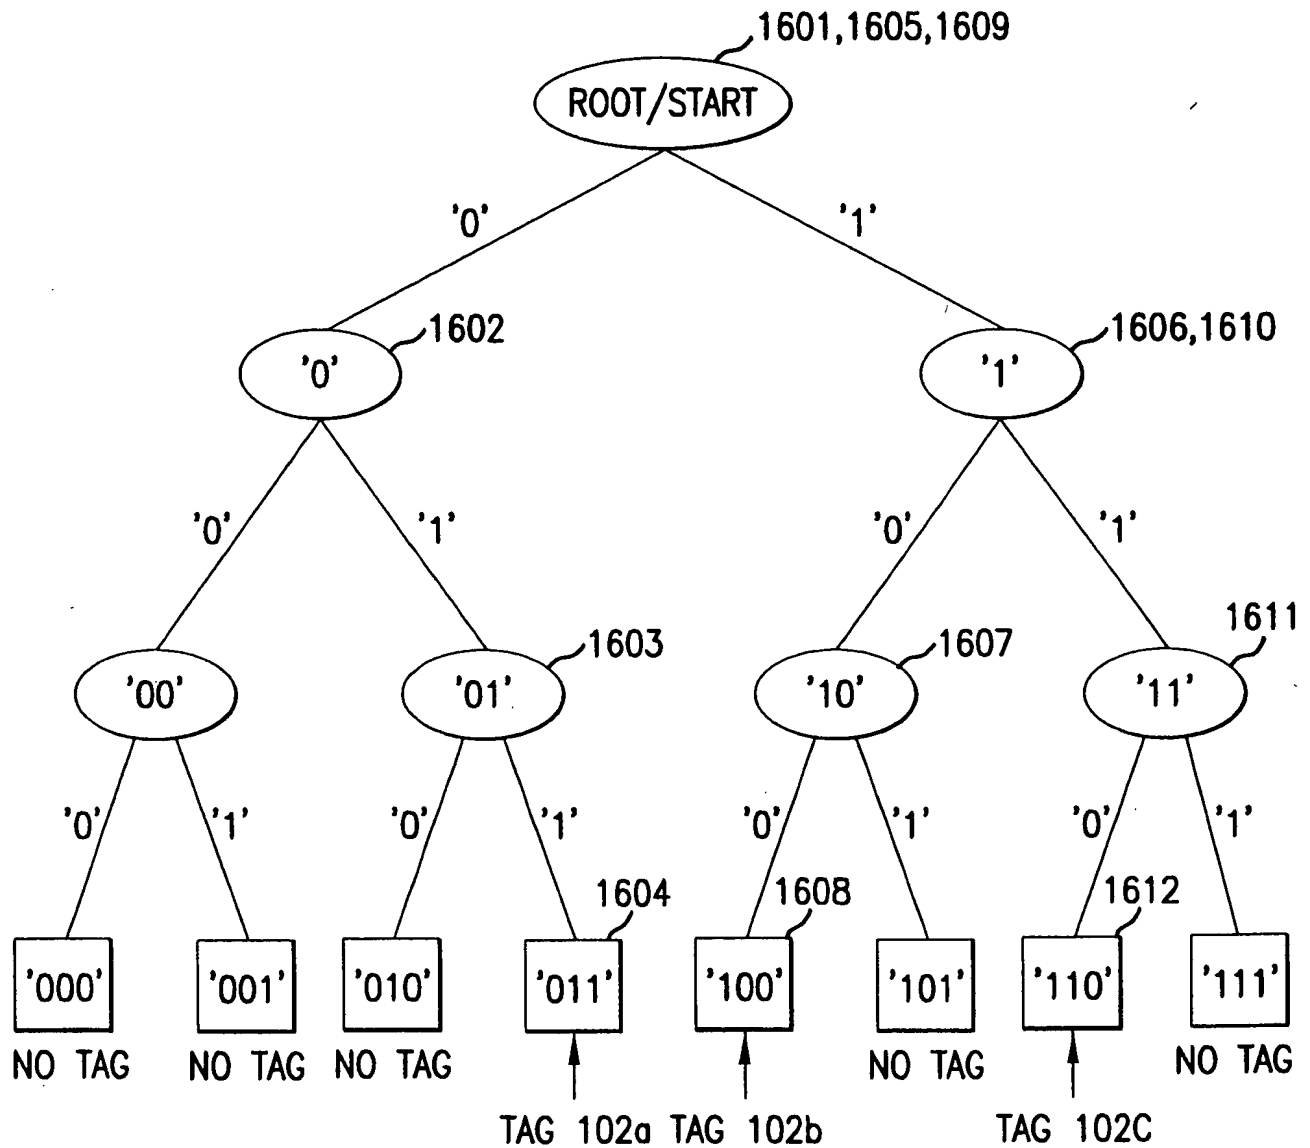 1601,1605,1609
ROOT/START
'0' '1'
1602 1606,1610
'0' '1'
'0' '1' '0' '1'
1603 1607 1611
'00' '01' '10' '11'
'0' '1' '0' '1' '0' '1' '0' '1'
1604 1608 1612
'000' '001' '010' '011' '100' '101' '110' '111'
NO TAG NO TAG NO TAG NO TAG NO TAG
TAG 102a TAG 102b TAG 102C